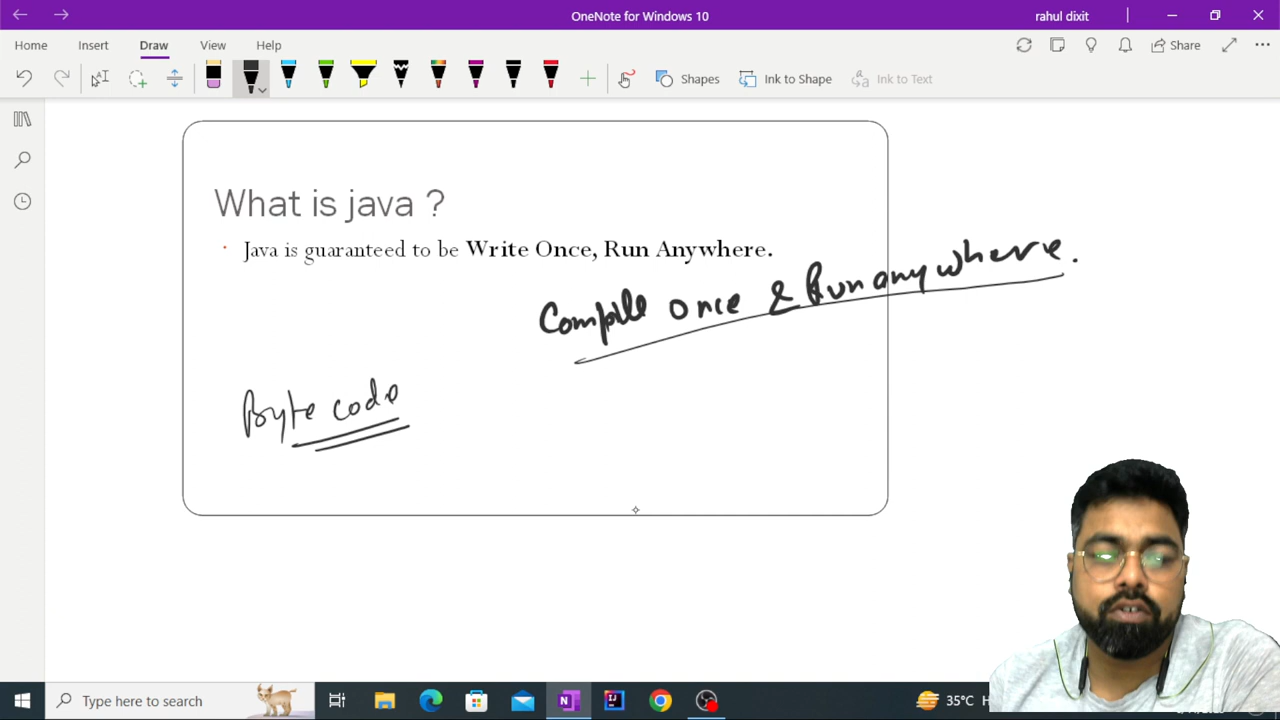 OneNote for Windows 10
rahul dixit
Home Insert Draw View Help
Share
Shapes Ink to Shape Ink to Text
What is java ?
Java is guaranteed to be Write Once, Run Anywhere.
Compile once & Run anywhere.
Byte code
Type here to search
35°C